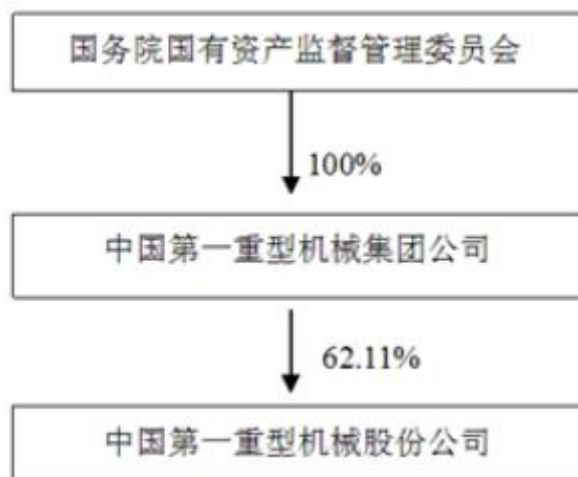 国务院国有资产监督管理委员会
100%
中国第一重型机械集团公司
62.11%
中国第一重型机械股份公司